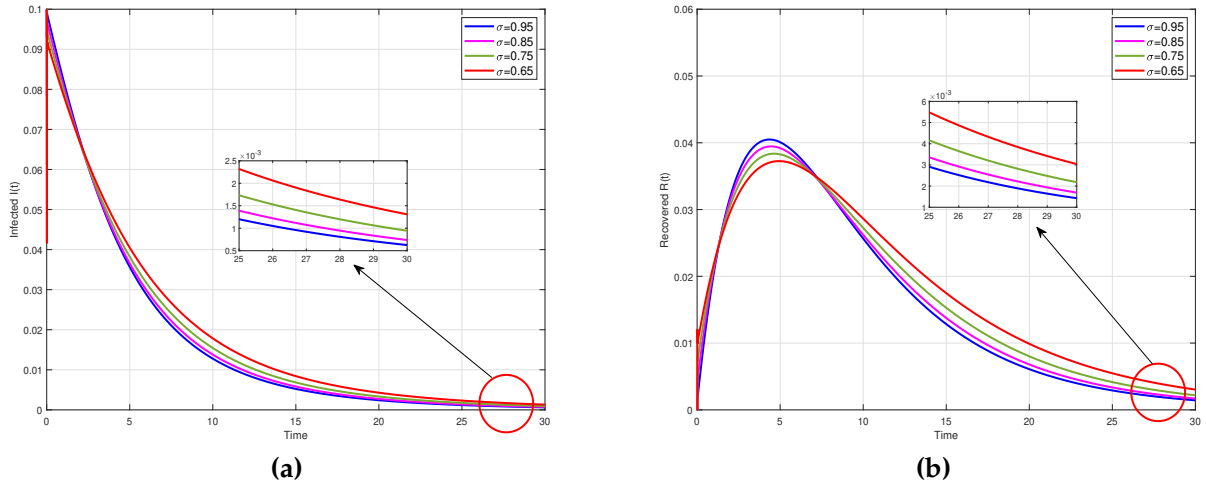 0.1
0.09
0.08
0.07
0.06
0.05
0.04
0.03
0.02
0.01
0
Infected I(t)
0 5 10 15 20 25 30
Time
σ=0.95
σ=0.85
σ=0.75
σ=0.65
×10⁻³
2.5
2
1.5
1
0.5
25 26 27 28 29 30
(a)
0.06
0.05
0.04
0.03
0.02
0.01
0
Recovered R(t)
0 5 10 15 20 25 30
Time
σ=0.95
σ=0.85
σ=0.75
σ=0.65
×10⁻³
6
5
4
3
2
1
25 26 27 28 29 30
(b)